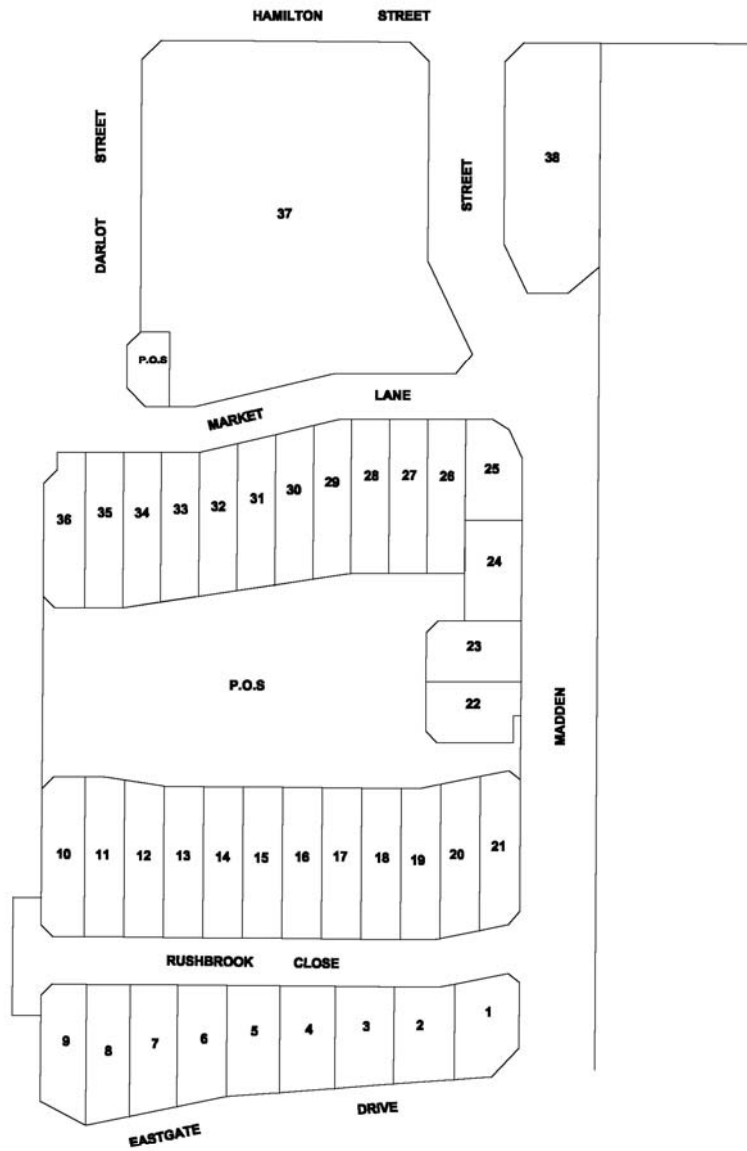 HAMILTON STREET
DARLOT STREET
STREET
38
37
P.O.S
MARKET LANE
36 35 34 33 32 31 30 29 28 27 26 25
24
23
P.O.S
22
MADDEN
10 11 12 13 14 15 16 17 18 19 20 21
RUSHBROOK CLOSE
9 8 7 6 5 4 3 2 1
EASTGATE DRIVE